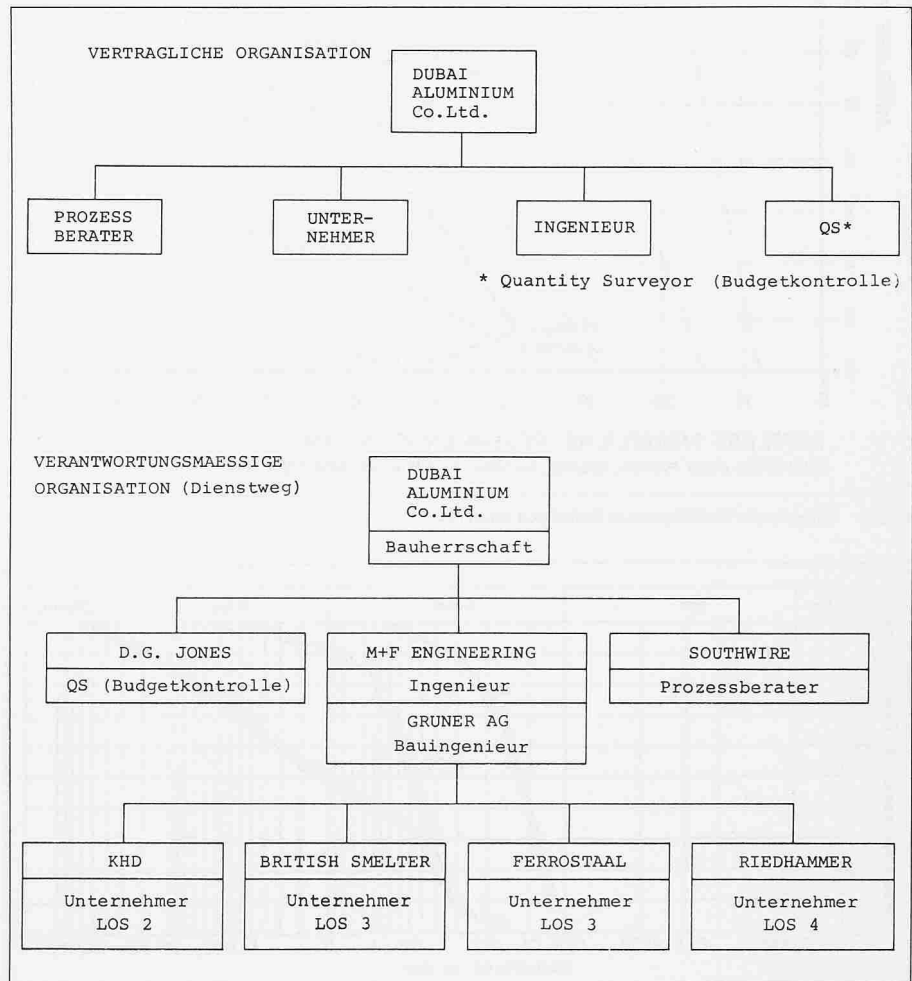 VERTRAGLICHE ORGANISATION
DUBAI
ALUMINIUM
Co.Ltd.
PROZESS
BERATER
UNTER-
NEHMER
INGENIEUR
QS*
* Quantity Surveyor (Budgetkontrolle)
VERANTWORTUNGSMAESSIGE
ORGANISATION (Dienstweg)
DUBAI
ALUMINIUM
Co.Ltd.
Bauherrschaft
D.G. JONES
QS (Budgetkontrolle)
M+F ENGINEERING
Ingenieur
GRUNER AG
Bauingenieur
SOUTHWIRE
Prozessberater
KHD
Unternehmer
LOS 2
BRITISH SMELTER
Unternehmer
LOS 3
FERROSTAAL
Unternehmer
LOS 3
RIEDHAMMER
Unternehmer
LOS 4